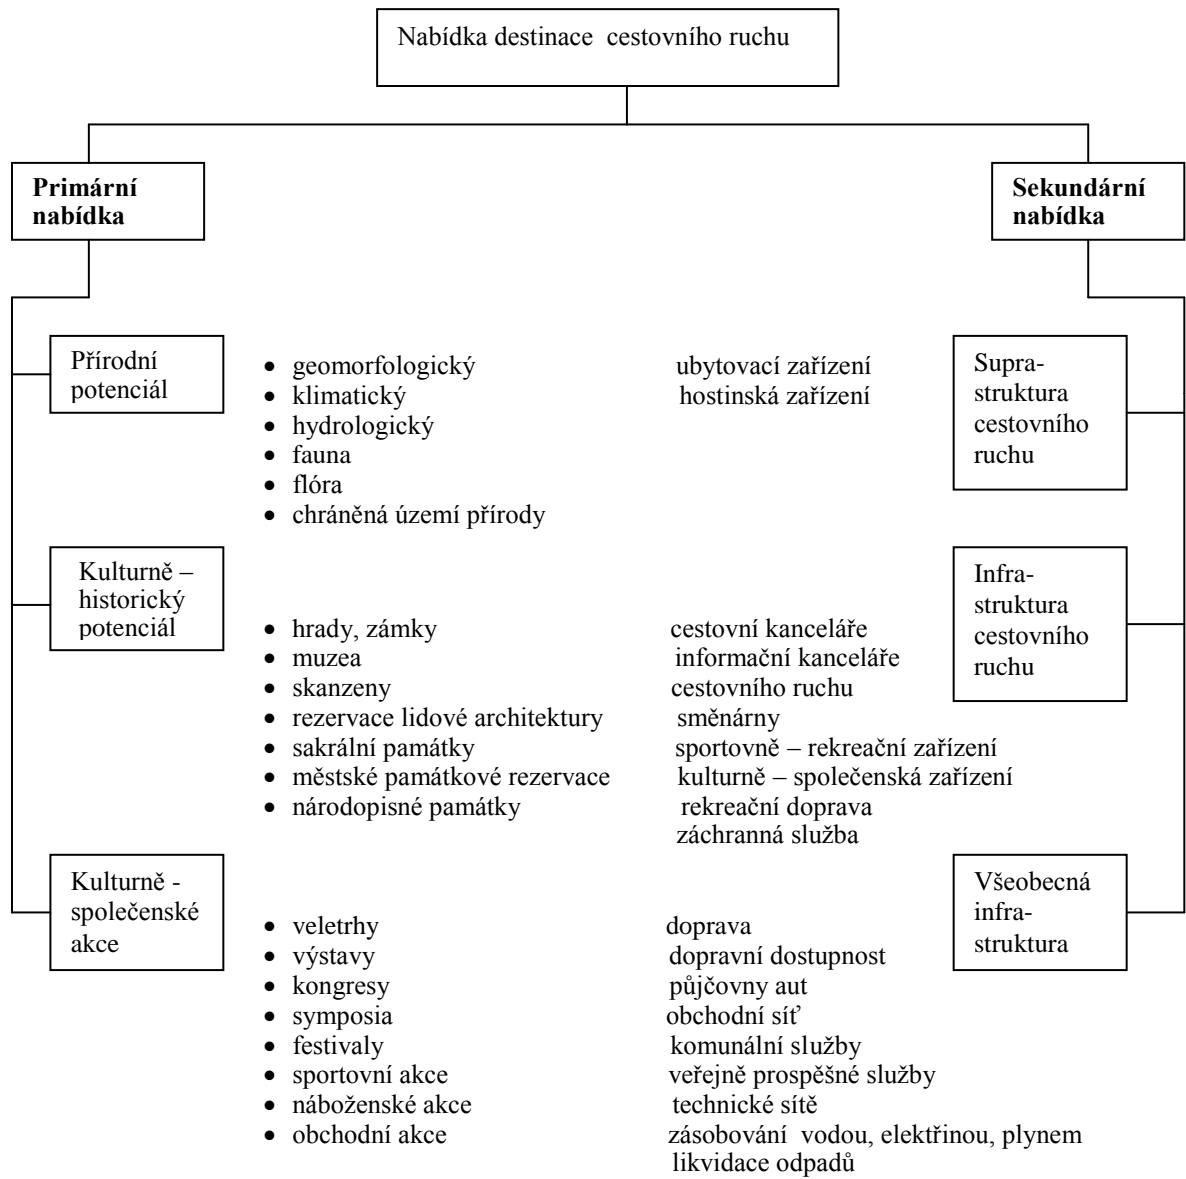 Nabídka destinace cestovního ruchu
Primární
nabídka
Sekundární
nabídka
Přírodní
potenciál
• geomorfologický
• klimatický
• hydrologický
• fauna
• flóra
• chráněná území přírody
ubytovací zařízení
hostinská zařízení
Supra-
struktura
cestovního
ruchu
Kulturně –
historický
potenciál
• hrady, zámky
• muzea
• skanzeny
• rezervace lidové architektury
• sakrální památky
• městské památkové rezervace
• národopisné památky
cestovní kanceláře
informační kanceláře
cestovního ruchu
směnárny
sportovně – rekreační zařízení
kulturně – společenská zařízení
rekreační doprava
záchranná služba
Infra-
struktura
cestovního
ruchu
Kulturně -
společenské
akce
• veletrhy
• výstavy
• kongresy
• symposia
• festivaly
• sportovní akce
• náboženské akce
• obchodní akce
doprava
dopravní dostupnost
půjčovny aut
obchodní síť
komunální služby
veřejně prospěšné služby
technické sítě
zásobování vodou, elektřinou, plynem
likvidace odpadů
Všeobecná
infra-
struktura